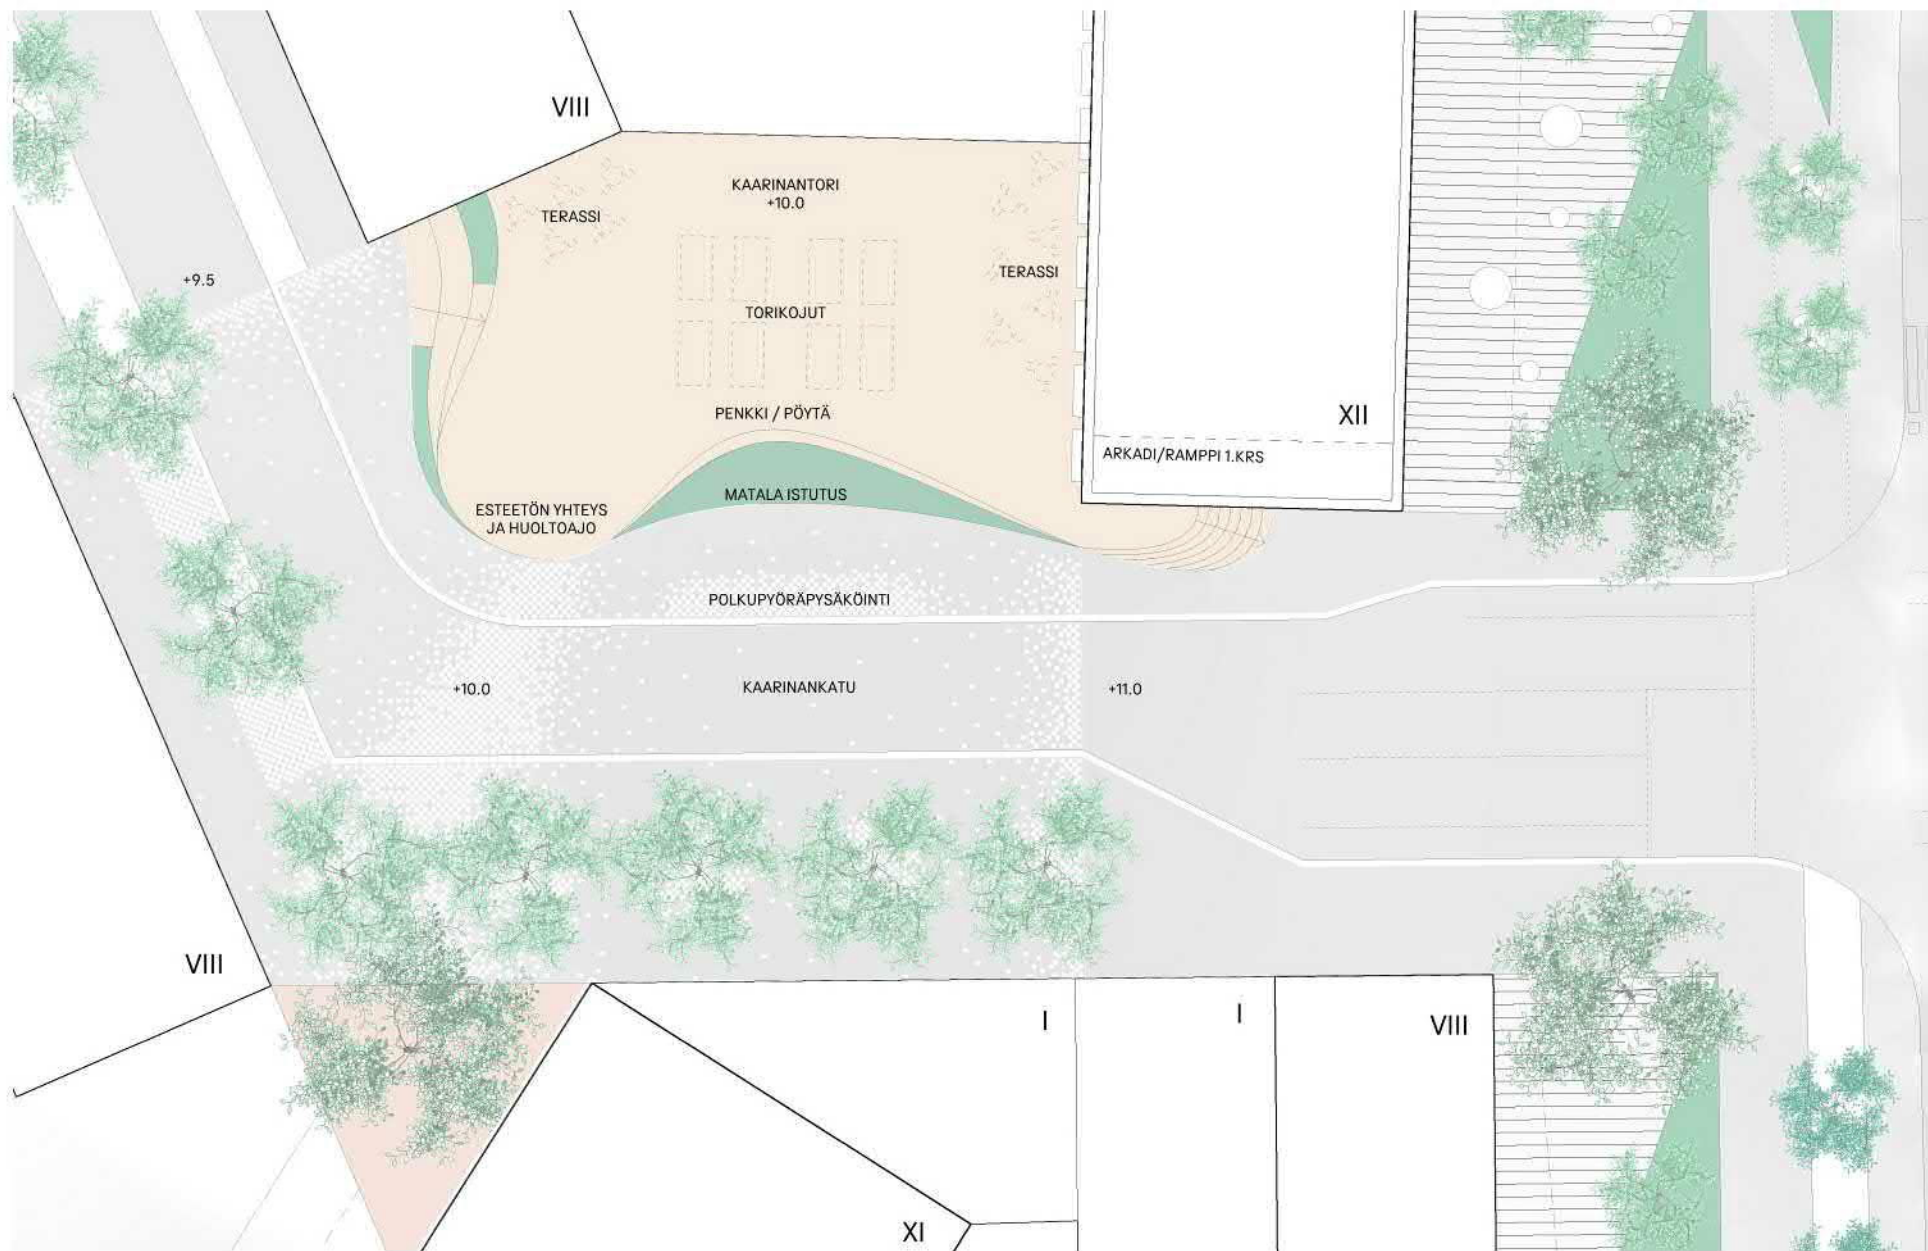 VIII
KAARINANTORI
+10.0
TERASSI
TERASSI
+9.5
TORIKOJUT
PENKKI / PÖYTÄ
XII
ARKADI/RAMPPI 1.KRS
MATALA ISTUTUS
ESTEETÖN YHTEYS
JA HUOLTOAJO
POLKUPYÖRÄPYSÄKÖINTI
+10.0
KAARINANKATU
+11.0
VIII
I
I
VIII
XI